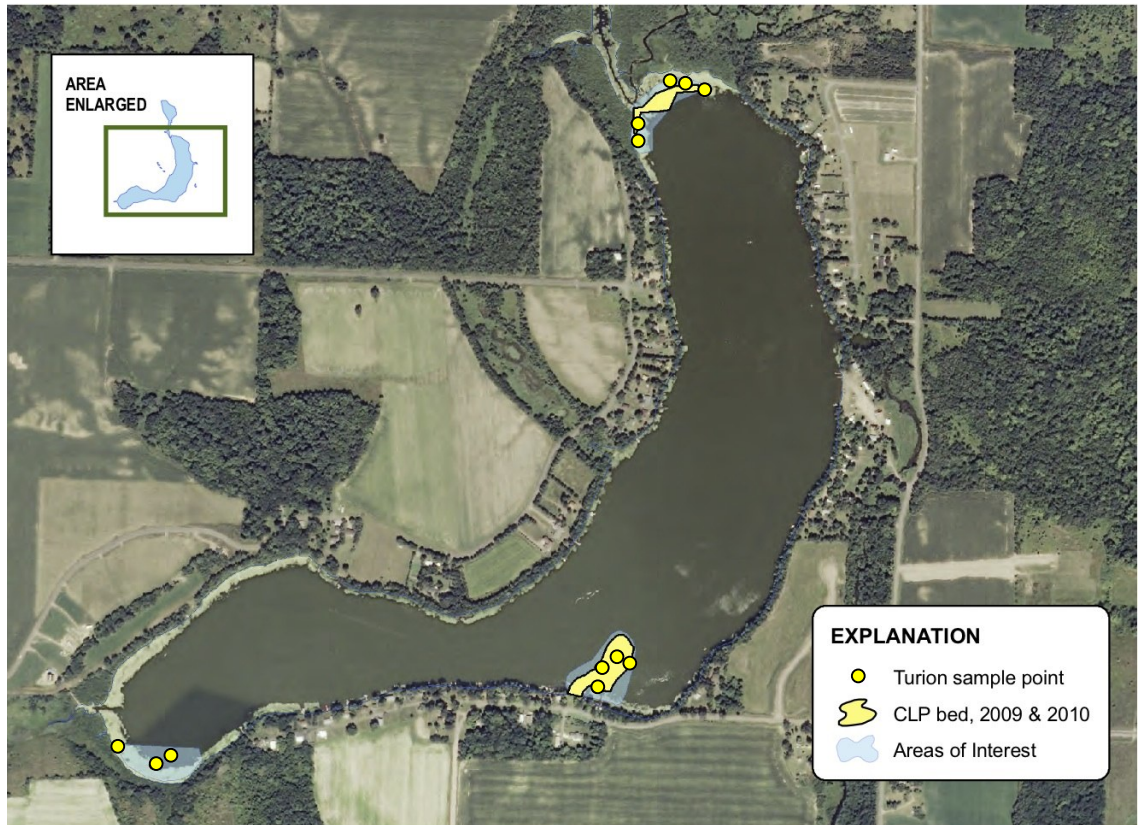 AREA
ENLARGED
EXPLANATION
Turion sample point
CLP bed, 2009 & 2010
Areas of Interest